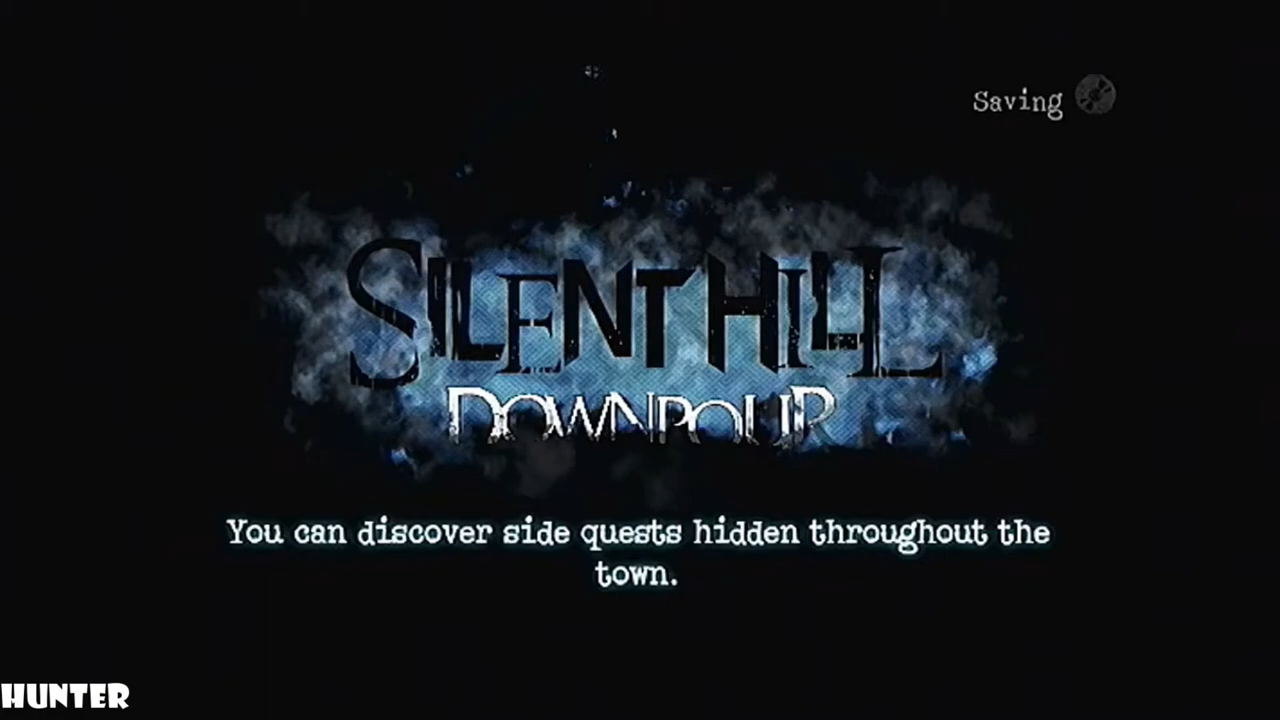 Saving
SILENT HILL
DOWNPOUR
You can discover side quests hidden throughout the
town.
HUNTER